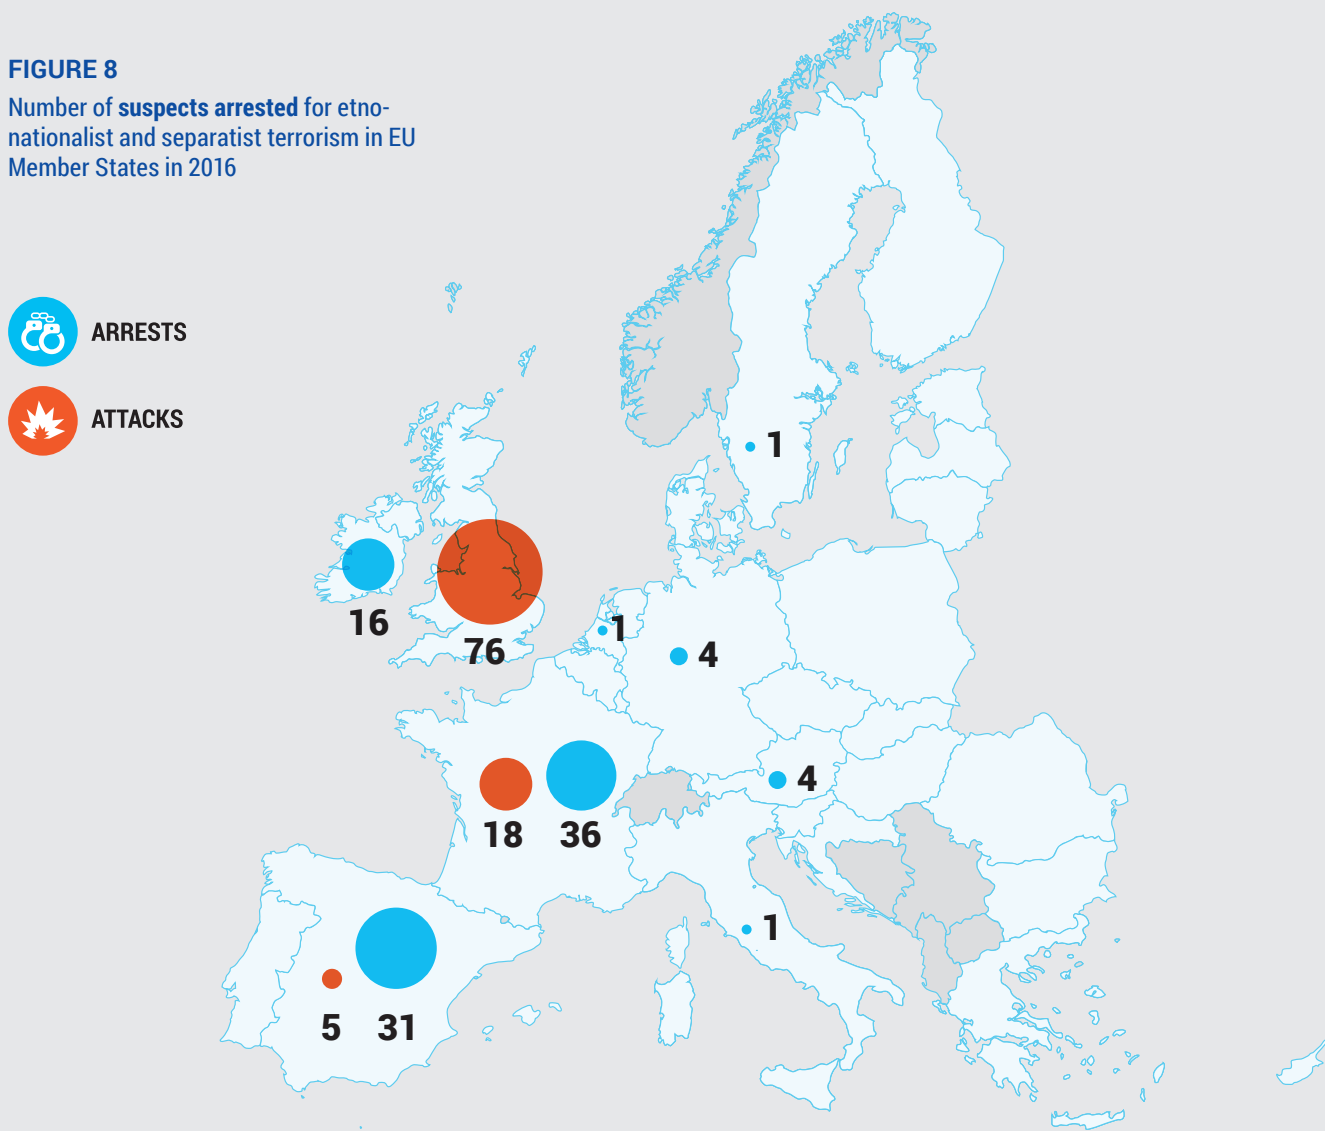 FIGURE 8
Number of suspects arrested for etno-
nationalist and separatist terrorism in EU
Member States in 2016
ARRESTS
ATTACKS
1
16
76
1
4
4
18 36
1
5 31